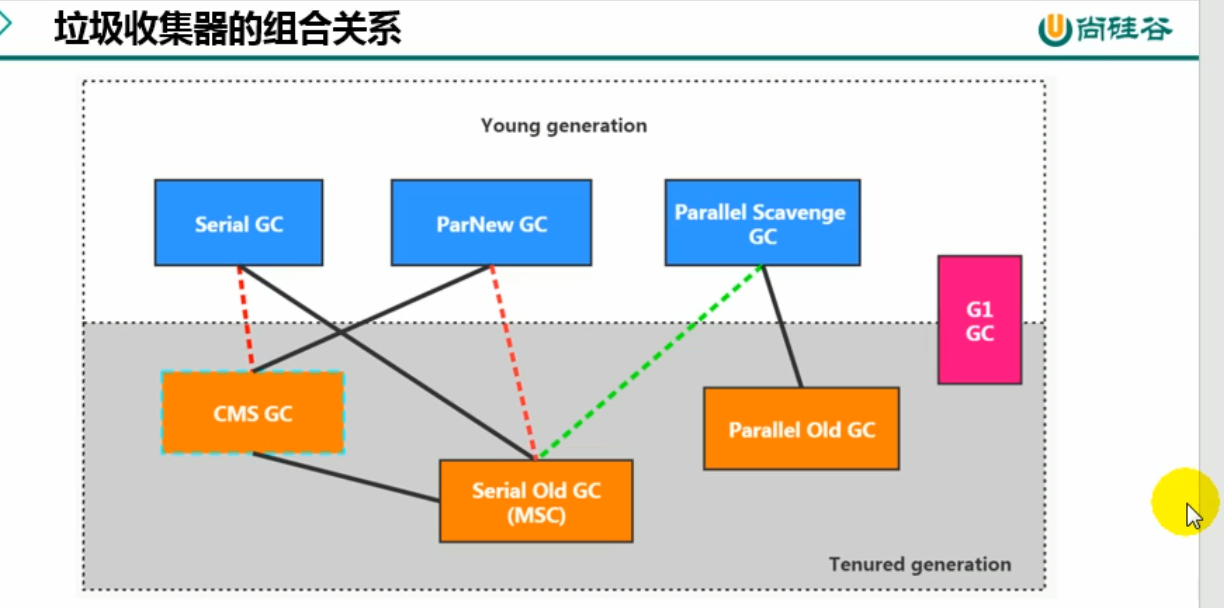 垃圾收集器的组合关系
尚硅谷
Young generation
Serial GC
ParNew GC
Parallel Scavenge
GC
G1
GC
CMS GC
Parallel Old GC
Serial Old GC
(MSC)
Tenured generation